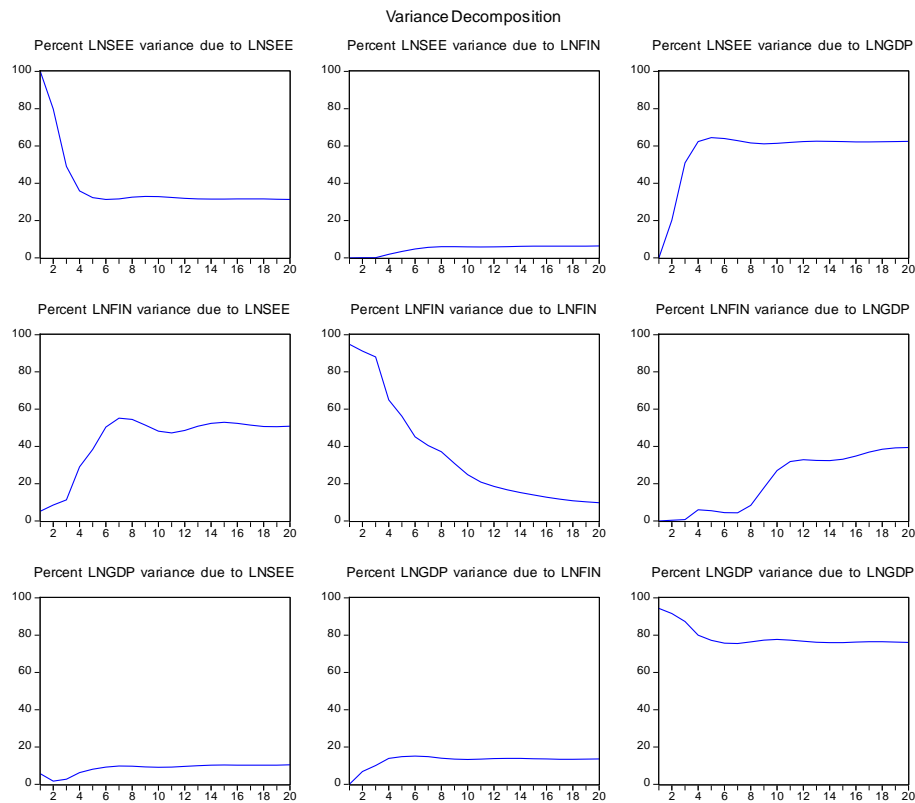 Variance Decomposition
Percent LNSEE variance due to LNSEE
Percent LNSEE variance due to LNFIN
Percent LNSEE variance due to LNGDP
100
80
60
40
20
0
2 4 6 8 10 12 14 16 18 20
100
80
60
40
20
0
2 4 6 8 10 12 14 16 18 20
100
80
60
40
20
0
2 4 6 8 10 12 14 16 18 20
Percent LNFIN variance due to LNSEE
Percent LNFIN variance due to LNFIN
Percent LNFIN variance due to LNGDP
100
80
60
40
20
0
2 4 6 8 10 12 14 16 18 20
100
80
60
40
20
0
2 4 6 8 10 12 14 16 18 20
100
80
60
40
20
0
2 4 6 8 10 12 14 16 18 20
Percent LNGDP variance due to LNSEE
Percent LNGDP variance due to LNFIN
Percent LNGDP variance due to LNGDP
100
80
60
40
20
0
2 4 6 8 10 12 14 16 18 20
100
80
60
40
20
0
2 4 6 8 10 12 14 16 18 20
100
80
60
40
20
0
2 4 6 8 10 12 14 16 18 20